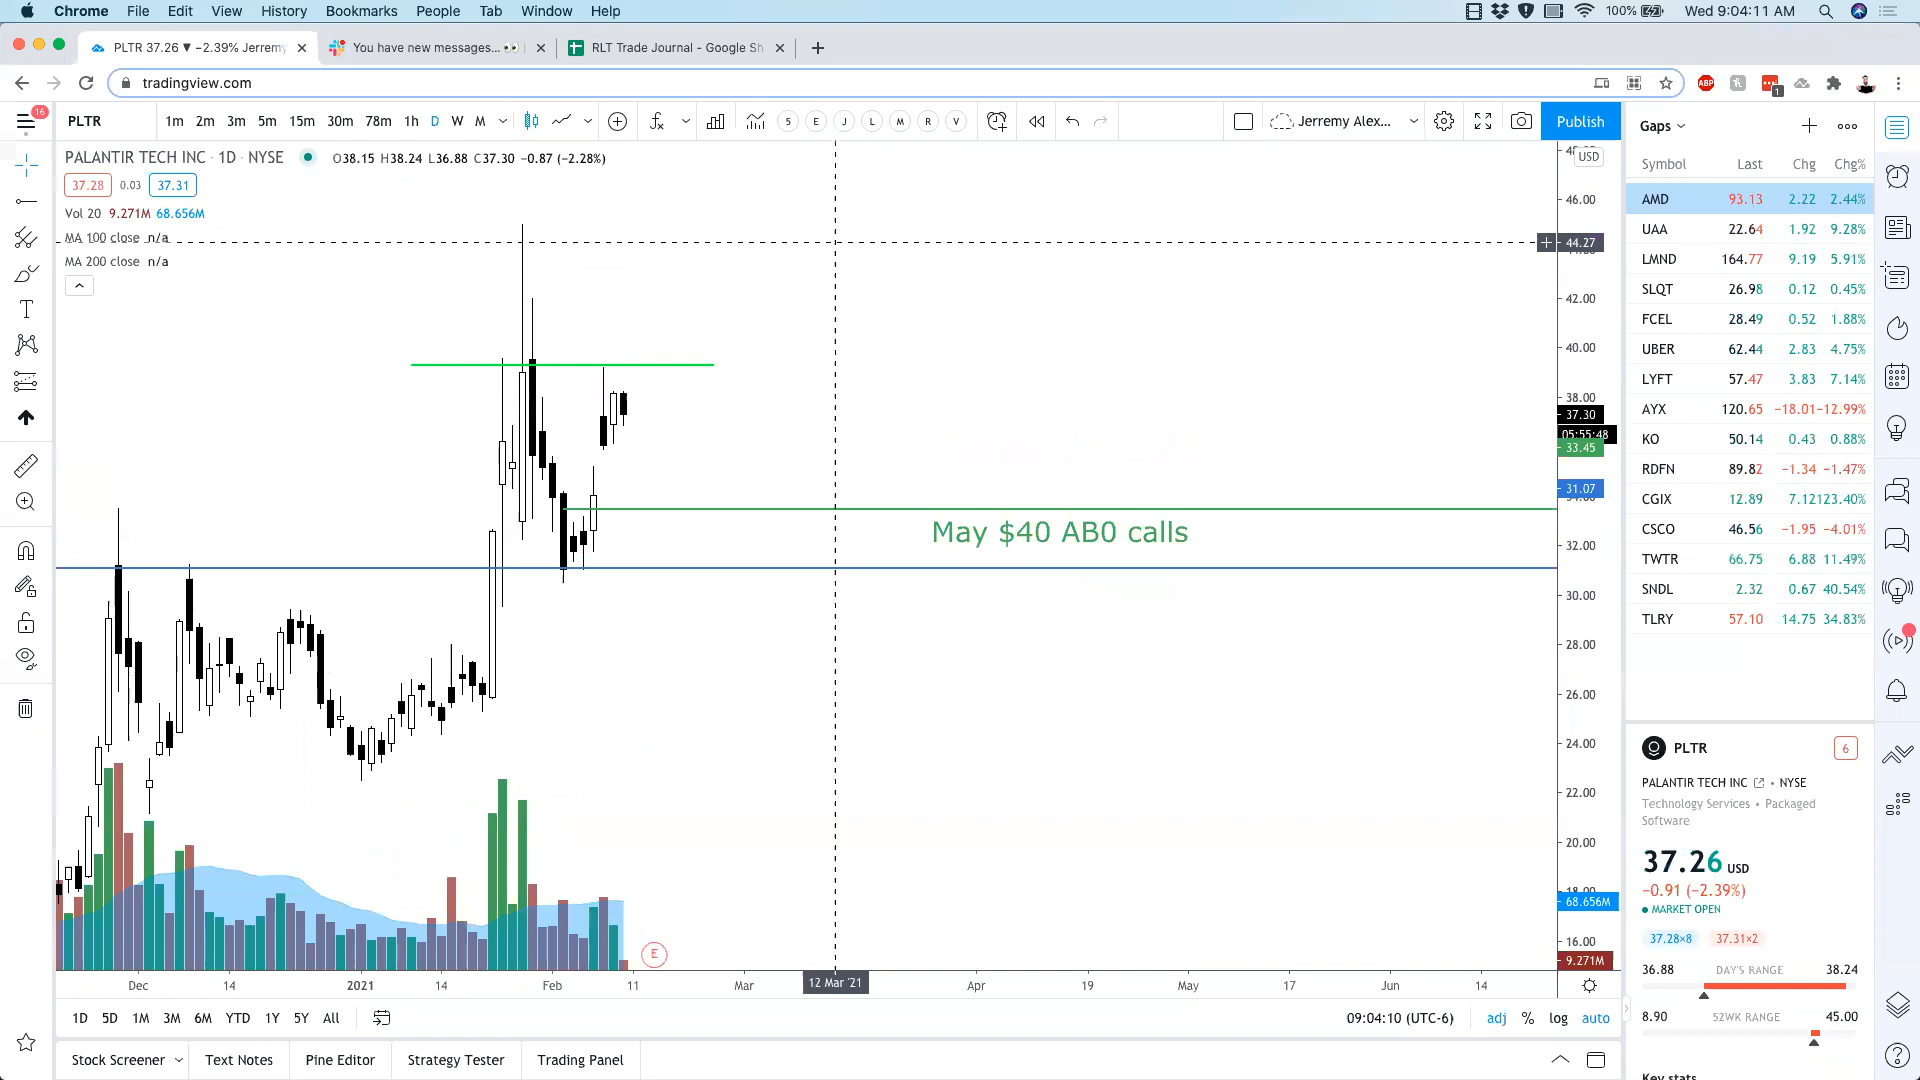 Chrome File Edit View History Bookmarks People Tab Window Help 100% Wed 9:04:11 AM
PLTR 37.26 ▼ −2.39% Jerremy You have new messages... 👀 RLT Trade Journal - Google Sh
tradingview.com ABP 1
16 PLTR 1m 2m 3m 5m 15m 30m 78m 1h D W M 5 E J L M R V Jerremy Alex... Publish
PALANTIR TECH INC · 1D · NYSE O38.15 H38.24 L36.88 C37.30 −0.87 (−2.28%)
37.28 0.03 37.31
Vol 20 9.271M 68.656M
MA 100 close n/a
MA 200 close n/a
USD
46.00
44.27
42.00
40.00
38.00
37.30
05:55:48
33.45
31.07
32.00
30.00
28.00
26.00
24.00
22.00
20.00
18.00
68.656M
16.00
9.271M
May $40 AB0 calls
E
Dec 14 2021 14 Feb 11 Mar 12 Mar '21 Apr 19 May 17 Jun 14
1D 5D 1M 3M 6M YTD 1Y 5Y All 09:04:10 (UTC-6) adj % log auto
Stock Screener Text Notes Pine Editor Strategy Tester Trading Panel
Gaps
Symbol Last Chg Chg%
AMD 93.13 2.22 2.44%
UAA 22.64 1.92 9.28%
LMND 164.77 9.19 5.91%
SLQT 26.98 0.12 0.45%
FCEL 28.49 0.52 1.88%
UBER 62.44 2.83 4.75%
LYFT 57.47 3.83 7.14%
AYX 120.65 −18.01 −12.99%
KO 50.14 0.43 0.88%
RDFN 89.82 −1.34 −1.47%
CGIX 12.89 7.12 123.40%
CSCO 46.56 −1.95 −4.01%
TWTR 66.75 6.88 11.49%
SNDL 2.32 0.67 40.54%
TLRY 57.10 14.75 34.83%
PLTR 6
PALANTIR TECH INC • NYSE
Technology Services • Packaged
Software
37.26 USD
−0.91 (−2.39%)
MARKET OPEN
37.28×8 37.31×2
36.88 DAY'S RANGE 38.24
8.90 52WK RANGE 45.00
Key stats